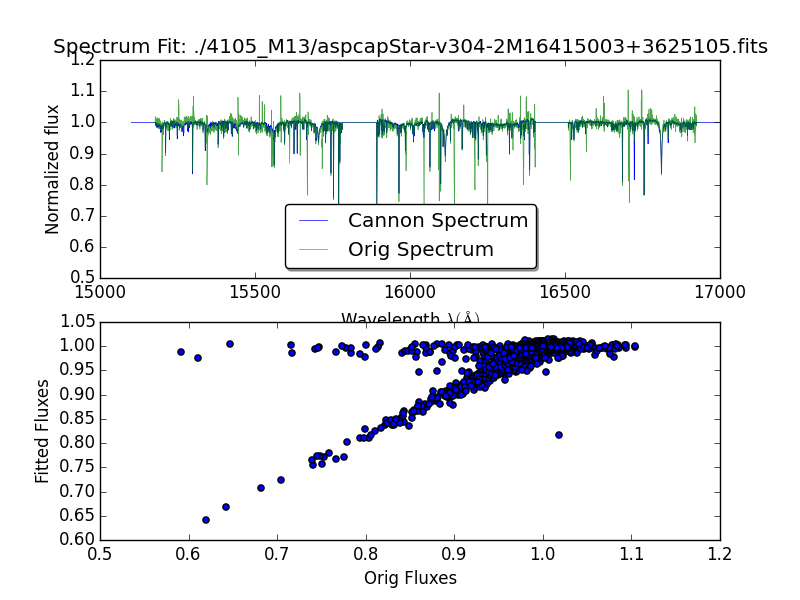 Spectrum Fit: ./4105_M13/aspcapStar-v304-2M16415003+3625105.fits
1.2
1.1
1.0
0.9
0.8
0.7
0.6
0.5
Normalized flux
Cannon Spectrum
Orig Spectrum
15000 15500 16000 16500 17000
Wavelength λ(Å)
1.05
1.00
0.95
0.90
0.85
0.80
0.75
0.70
0.65
0.60
Fitted Fluxes
0.5 0.6 0.7 0.8 0.9 1.0 1.1 1.2
Orig Fluxes